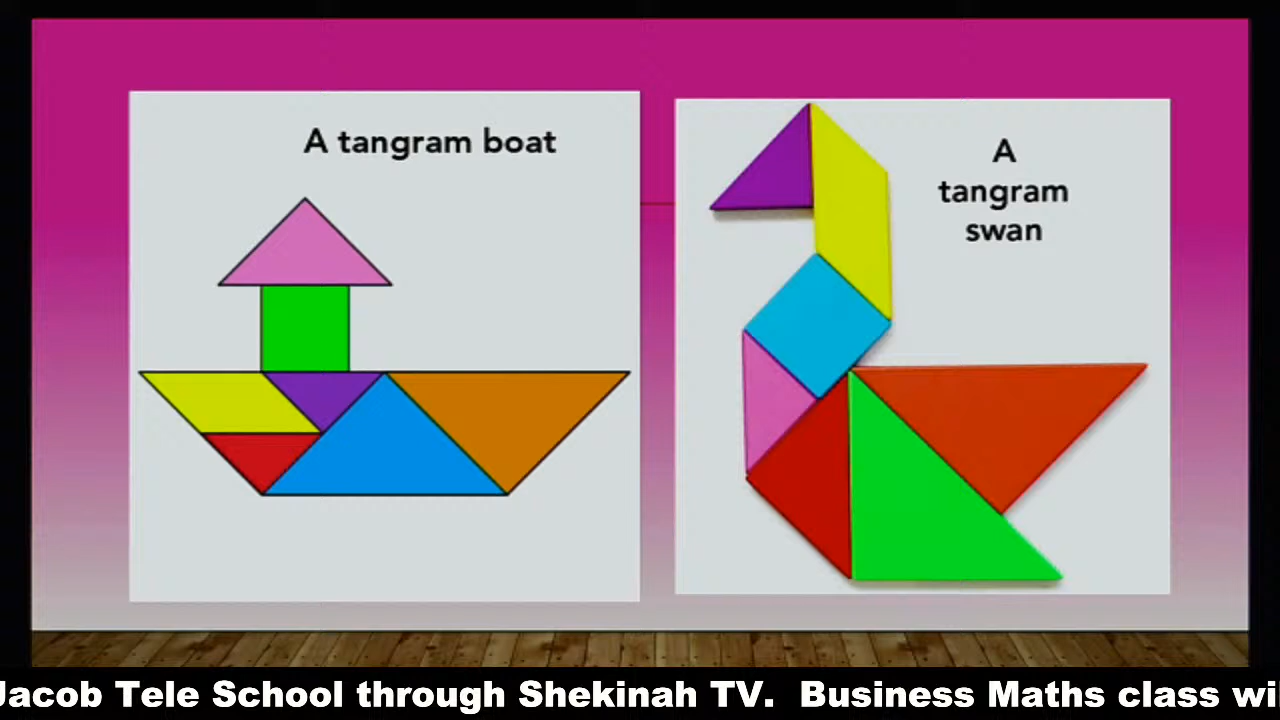 A tangram boat
A
tangram
swan
Jacob Tele School through Shekinah TV. Business Maths class wi